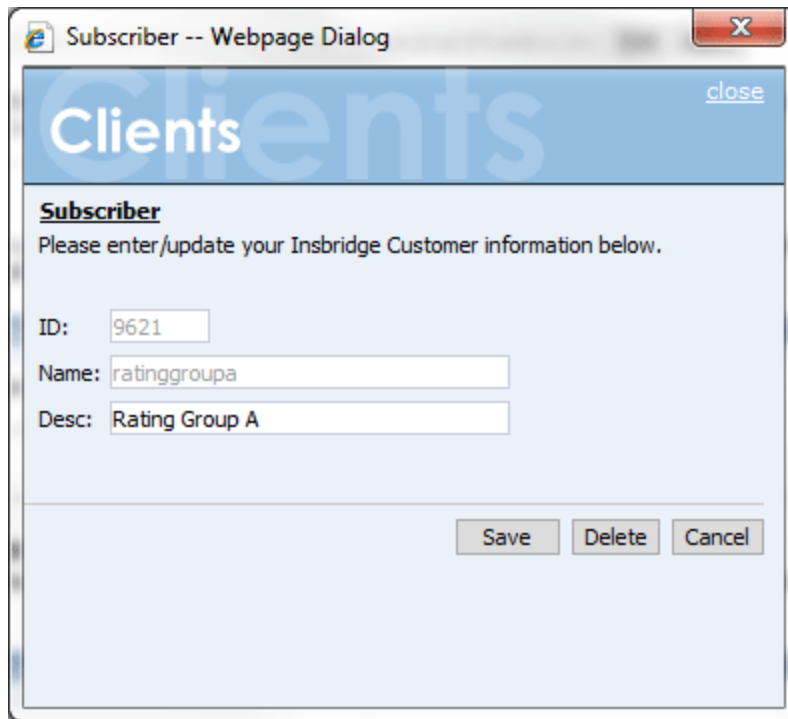 Subscriber -- Webpage Dialog
close
Clients
Subscriber
Please enter/update your Insbridge Customer information below.
ID: 9621
Name: ratinggroupa
Desc: Rating Group A
Save Delete Cancel